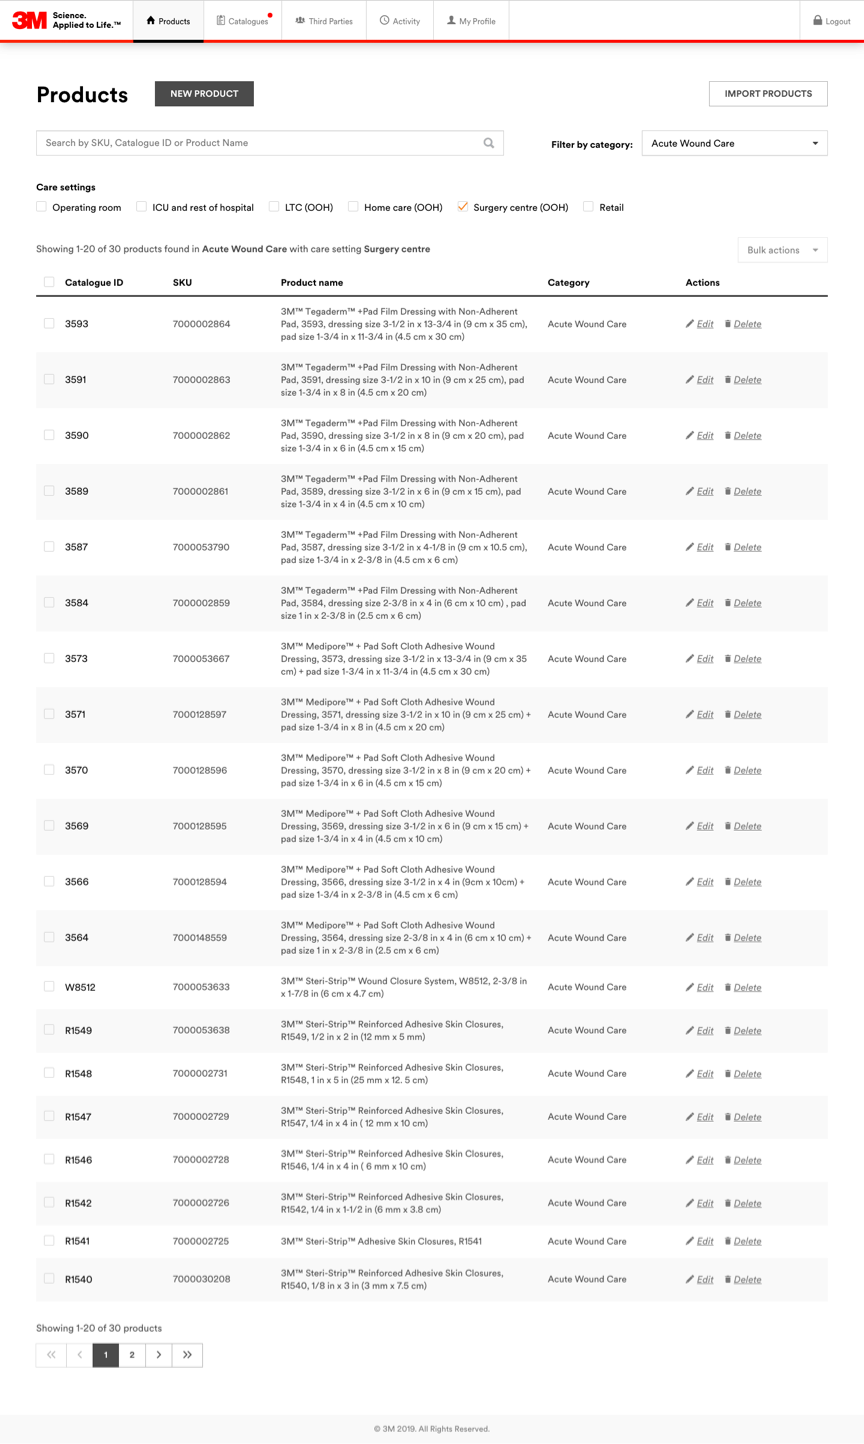 3M Science.
Applied to Life.™
Products
Catalogues
Third Parties
Activity
My Profile
Logout
Products
NEW PRODUCT
IMPORT PRODUCTS
Search by SKU, Catalogue ID or Product Name
Filter by category:
Acute Wound Care
Care settings
Operating room
ICU and rest of hospital
LTC (OOH)
Home care (OOH)
Surgery centre (OOH)
Retail
Showing 1-20 of 30 products found in Acute Wound Care with care setting Surgery centre
Bulk actions
Catalogue ID SKU Product name Category Actions
3593 7000002864 3M™ Tegaderm™ +Pad Film Dressing with Non-Adherent
Pad, 3593, dressing size 3-1/2 in x 13-3/4 in (9 cm x 35 cm),
pad size 1-3/4 in x 11-3/4 in (4.5 cm x 30 cm)
Acute Wound Care Edit Delete
3591 7000002863 3M™ Tegaderm™ +Pad Film Dressing with Non-Adherent
Pad, 3591, dressing size 3-1/2 in x 10 in (9 cm x 25 cm), pad
size 1-3/4 in x 8 in (4.5 cm x 20 cm)
Acute Wound Care Edit Delete
3590 7000002862 3M™ Tegaderm™ +Pad Film Dressing with Non-Adherent
Pad, 3590, dressing size 3-1/2 in x 8 in (9 cm x 20 cm), pad
size 1-3/4 in x 6 in (4.5 cm x 15 cm)
Acute Wound Care Edit Delete
3589 7000002861 3M™ Tegaderm™ +Pad Film Dressing with Non-Adherent
Pad, 3589, dressing size 3-1/2 in x 6 in (9 cm x 15 cm), pad
size 1-3/4 in x 4 in (4.5 cm x 10 cm)
Acute Wound Care Edit Delete
3587 7000053790 3M™ Tegaderm™ +Pad Film Dressing with Non-Adherent
Pad, 3587, dressing size 3-1/2 in x 4-1/8 in (9 cm x 10.5 cm),
pad size 1-3/4 in x 2-3/8 in (4.5 cm x 6 cm)
Acute Wound Care Edit Delete
3584 7000002859 3M™ Tegaderm™ +Pad Film Dressing with Non-Adherent
Pad, 3584, dressing size 2-3/8 in x 4 in (6 cm x 10 cm) , pad
size 1 in x 2-3/8 in (2.5 cm x 6 cm)
Acute Wound Care Edit Delete
3573 7000053667 3M™ Medipore™ + Pad Soft Cloth Adhesive Wound
Dressing, 3573, dressing size 3-1/2 in x 13-3/4 in (9 cm x 35
cm) + pad size 1-3/4 in x 11-3/4 in (4.5 cm x 30 cm)
Acute Wound Care Edit Delete
3571 7000128597 3M™ Medipore™ + Pad Soft Cloth Adhesive Wound
Dressing, 3571, dressing size 3-1/2 in x 10 in (9 cm x 25 cm) +
pad size 1-3/4 in x 8 in (4.5 cm x 20 cm)
Acute Wound Care Edit Delete
3570 7000128596 3M™ Medipore™ + Pad Soft Cloth Adhesive Wound
Dressing, 3570, dressing size 3-1/2 in x 8 in (9 cm x 20 cm) +
pad size 1-3/4 in x 6 in (4.5 cm x 15 cm)
Acute Wound Care Edit Delete
3569 7000128595 3M™ Medipore™ + Pad Soft Cloth Adhesive Wound
Dressing, 3569, dressing size 3-1/2 in x 6 in (9 cm x 15 cm) +
pad size 1-3/4 in x 4 in (4.5 cm x 10 cm)
Acute Wound Care Edit Delete
3566 7000128594 3M™ Medipore™ + Pad Soft Cloth Adhesive Wound
Dressing, 3566, dressing size 3-1/2 in x 4 in (9cm x 10cm) +
pad size 1-3/4 in x 2-3/8 in (4.5 cm x 6 cm)
Acute Wound Care Edit Delete
3564 7000148559 3M™ Medipore™ + Pad Soft Cloth Adhesive Wound
Dressing, 3564, dressing size 2-3/8 in x 4 in (6 cm x 10 cm) +
pad size 1 in x 2-3/8 in (2.5 cm x 6 cm)
Acute Wound Care Edit Delete
W8512 7000053633 3M™ Steri-Strip™ Wound Closure System, W8512, 2-3/8 in
x 1-7/8 in (6 cm x 4.7 cm)
Acute Wound Care Edit Delete
R1549 7000053638 3M™ Steri-Strip™ Reinforced Adhesive Skin Closures,
R1549, 1/2 in x 2 in (12 mm x 5 mm)
Acute Wound Care Edit Delete
R1548 7000002731 3M™ Steri-Strip™ Reinforced Adhesive Skin Closures,
R1548, 1 in x 5 in (25 mm x 12. 5 cm)
Acute Wound Care Edit Delete
R1547 7000002729 3M™ Steri-Strip™ Reinforced Adhesive Skin Closures,
R1547, 1/4 in x 4 in ( 12 mm x 10 cm)
Acute Wound Care Edit Delete
R1546 7000002728 3M™ Steri-Strip™ Reinforced Adhesive Skin Closures,
R1546, 1/4 in x 4 in ( 6 mm x 10 cm)
Acute Wound Care Edit Delete
R1542 7000002726 3M™ Steri-Strip™ Reinforced Adhesive Skin Closures,
R1542, 1/4 in x 1-1/2 in (6 mm x 3.8 cm)
Acute Wound Care Edit Delete
R1541 7000002725 3M™ Steri-Strip™ Adhesive Skin Closures, R1541 Acute Wound Care Edit Delete
R1540 7000030208 3M™ Steri-Strip™ Reinforced Adhesive Skin Closures,
R1540, 1/8 in x 3 in (3 mm x 7.5 cm)
Acute Wound Care Edit Delete
Showing 1-20 of 30 products
1 2
© 3M 2019. All Rights Reserved.